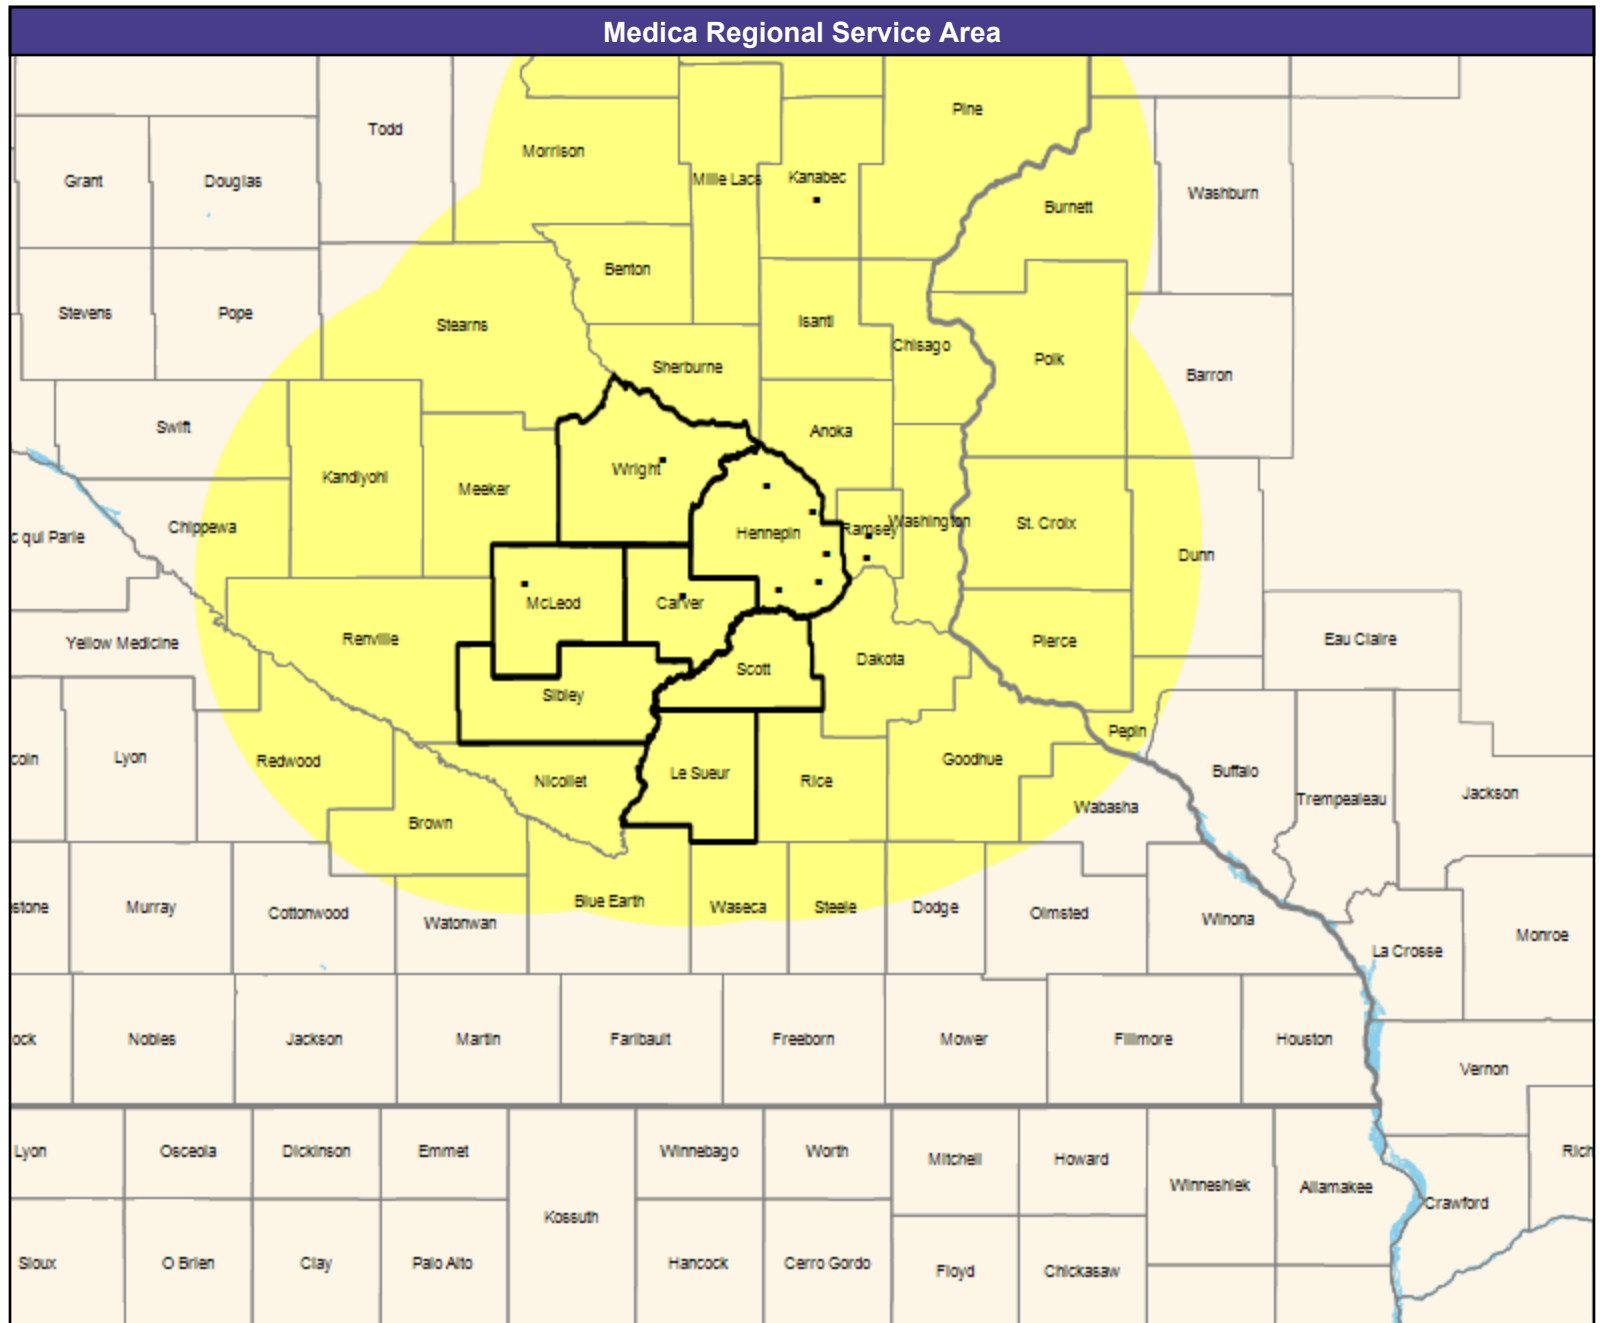 Medica Regional Service Area
Pine
Todd
Morrison
Mille Lacs
Kanabec
Grant
Douglas
Washburn
Burnett
Benton
Stevens
Pope
Stearns
Isanti
Chisago
Sherburne
Polk
Barron
Swift
Anoka
Kandiyohi
Wright
Meeker
Chippewa
Hennepin
Ramsey
Washington
St. Croix
c qui Parle
Dunn
McLeod
Carver
Renville
Yellow Medicine
Pierce
Eau Claire
Scott
Dakota
Sibley
Pepin
coln
Lyon
Redwood
Nicollet
Le Sueur
Rice
Goodhue
Buffalo
Trempealeau
Jackson
Wabasha
Brown
stone
Murray
Cottonwood
Watonwan
Blue Earth
Waseca
Steele
Dodge
Olmsted
Winona
La Crosse
Monroe
ock
Nobles
Jackson
Martin
Faribault
Freeborn
Mower
Fillmore
Houston
Vernon
Lyon
Osceola
Dickinson
Emmet
Winnebago
Worth
Mitchell
Howard
Rich
Winneshiek
Allamakee
Crawford
Kossuth
Sioux
O Brien
Clay
Palo Alto
Hancock
Cerro Gordo
Floyd
Chickasaw